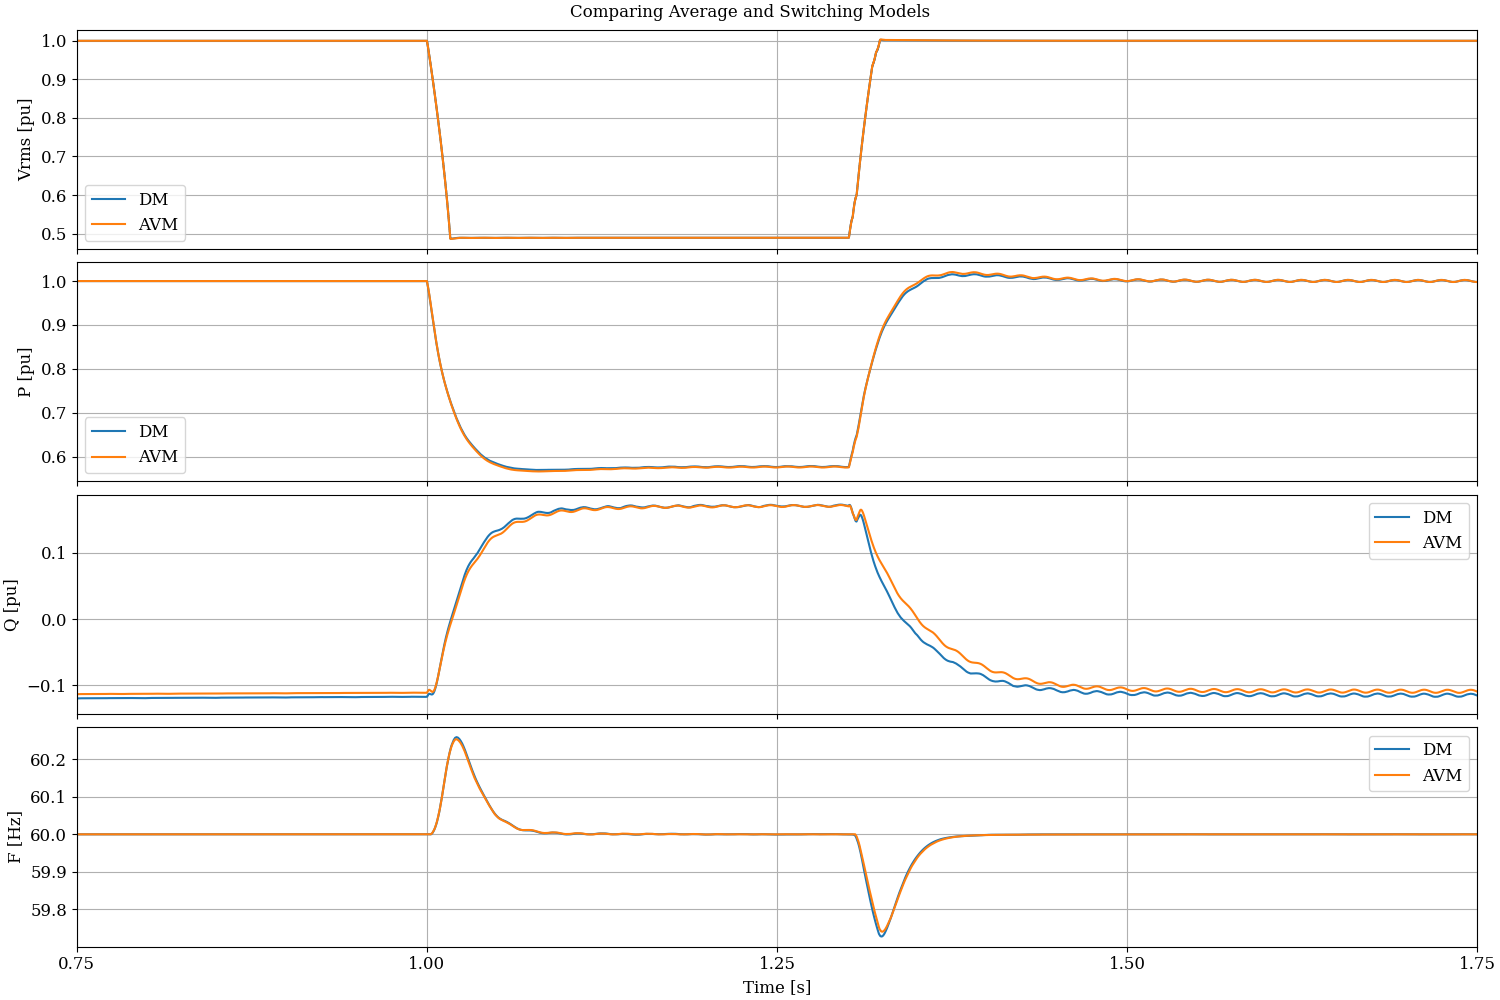 Comparing Average and Switching Models
Vrms [pu]
1.0
0.9
0.8
0.7
0.6
0.5
DM
AVM
P [pu]
1.0
0.9
0.8
0.7
0.6
DM
AVM
Q [pu]
0.1
0.0
−0.1
DM
AVM
F [Hz]
60.2
60.1
60.0
59.9
59.8
DM
AVM
0.75 1.00 1.25 1.50 1.75
Time [s]